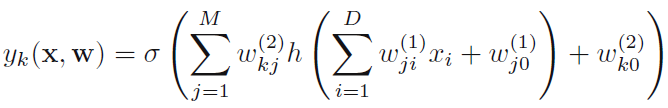 y_k(\mathbf{x}, \mathbf{w}) = \sigma \left( \sum_{j=1}^{M} w_{kj}^{(2)} h \left( \sum_{i=1}^{D} w_{ji}^{(1)} x_i + w_{j0}^{(1)} \right) + w_{k0}^{(2)} \right)